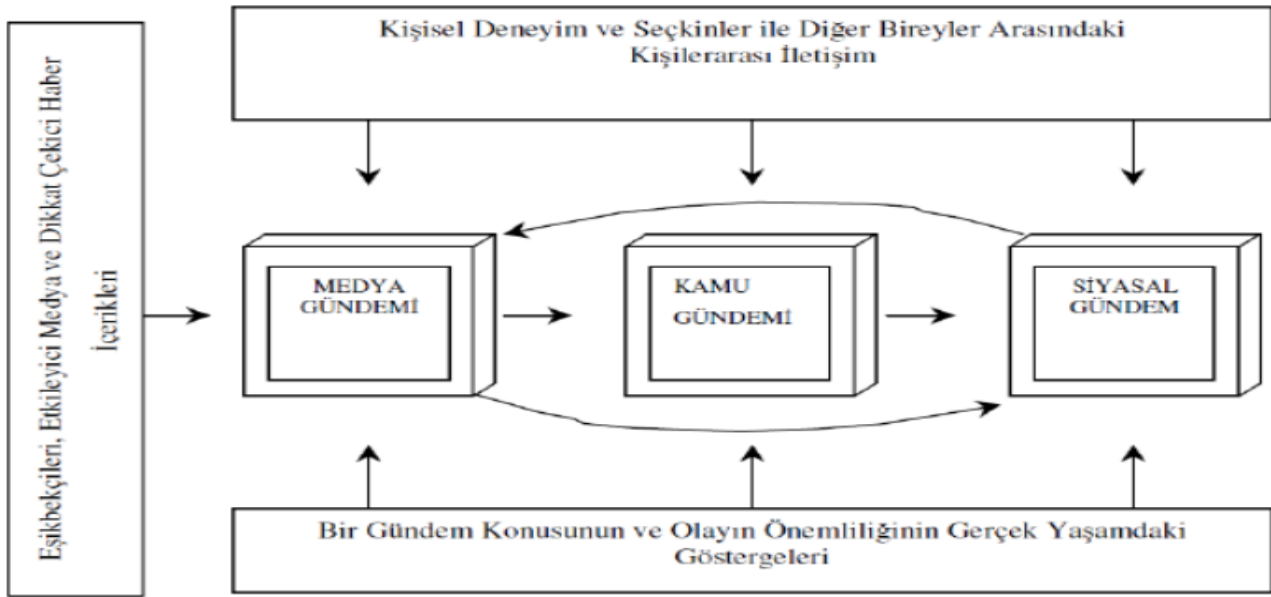 Eşikbekçileri, Etkileyici Medya ve Dikkat Çekici Haber
İçerikleri
Kişisel Deneyim ve Seçkinler ile Diğer Bireyler Arasındaki
Kişilerarası İletişim
MEDYA
GÜNDEMİ
KAMU
GÜNDEMİ
SİYASAL
GÜNDEM
Bir Gündem Konusunun ve Olayın Önemliliğinin Gerçek Yaşamdaki
Göstergeleri